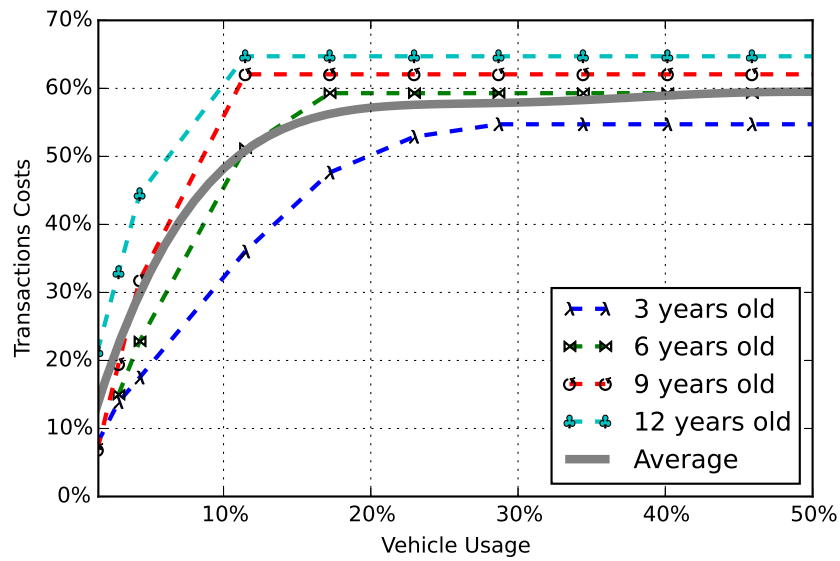 70%
60%
50%
40%
30%
20%
10%
0%
Transactions Costs
3 years old
6 years old
9 years old
12 years old
Average
10% 20% 30% 40% 50%
Vehicle Usage